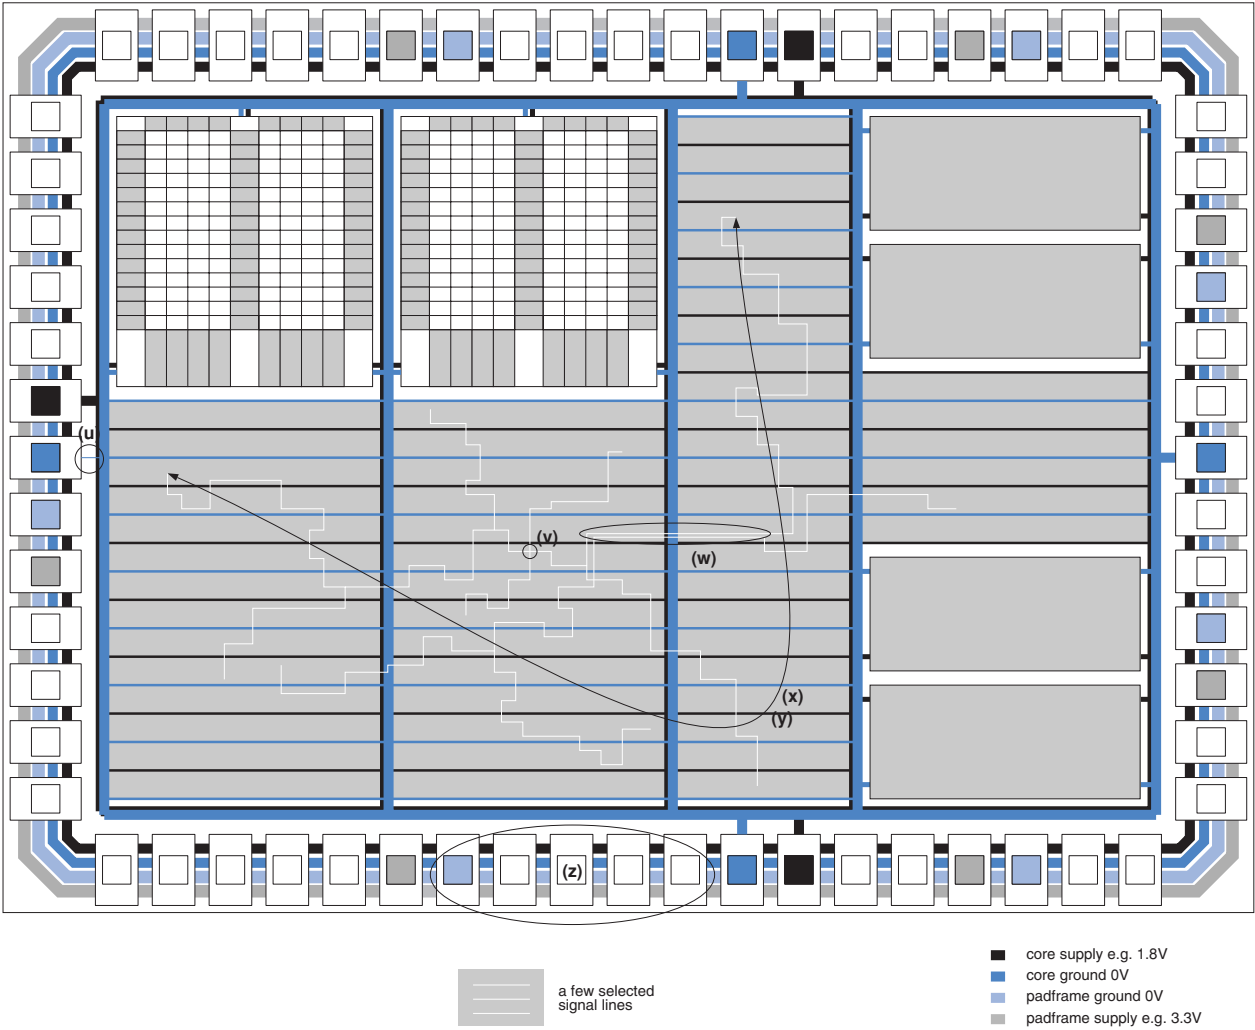 (u)
(v)
(w)
(x)
(y)
(z)
a few selected
signal lines
core supply e.g. 1.8V
core ground 0V
padframe ground 0V
padframe supply e.g. 3.3V